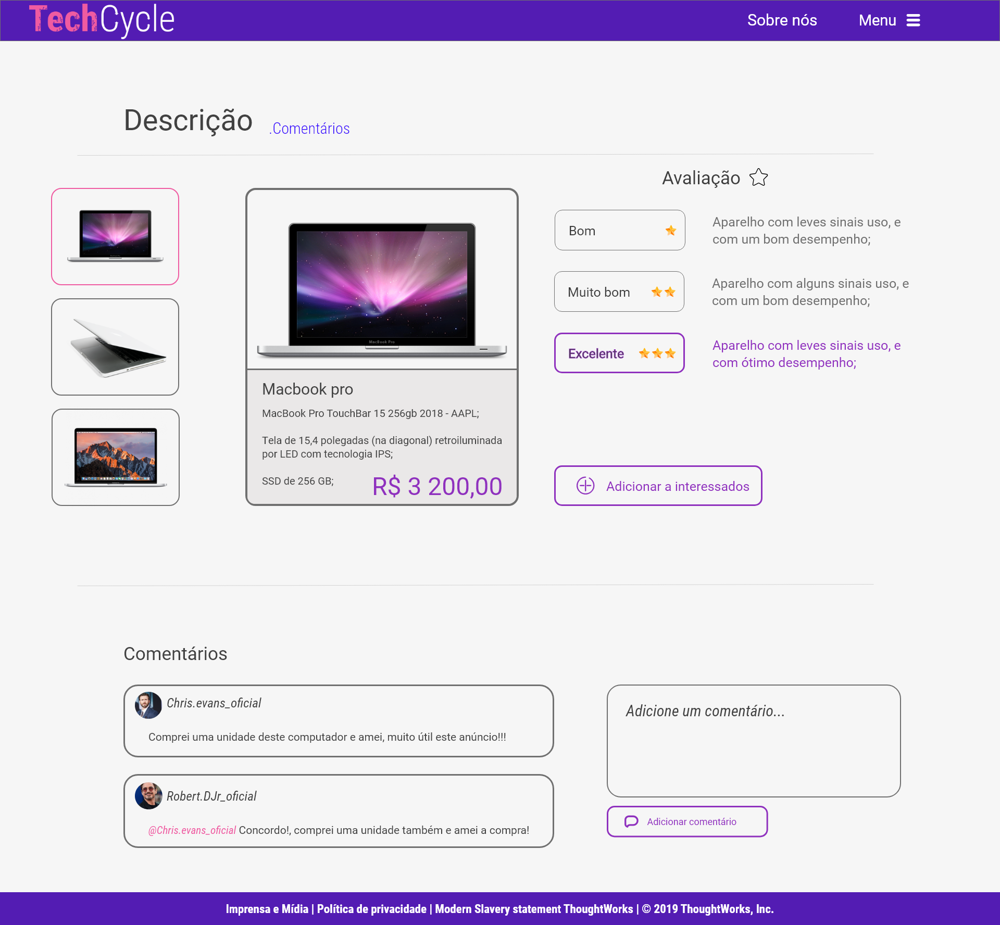 TechCycle
Sobre nós
Menu
Descrição
.Comentários
Avaliação
Bom
Aparelho com leves sinais uso, e
com um bom desempenho;
Muito bom
Aparelho com alguns sinais uso, e
com um bom desempenho;
Excelente
Aparelho com leves sinais uso, e
com ótimo desempenho;
MacBook Pro
Macbook pro
MacBook Pro TouchBar 15 256gb 2018 - AAPL;
Tela de 15,4 polegadas (na diagonal) retroiluminada
por LED com tecnologia IPS;
SSD de 256 GB;
R$ 3 200,00
Adicionar a interessados
Comentários
Chris.evans_oficial
Comprei uma unidade deste computador e amei, muito útil este anúncio!!!
Robert.DJr_oficial
@Chris.evans_oficial Concordo!, comprei uma unidade também e amei a compra!
Adicione um comentário...
Adicionar comentário
Imprensa e Mídia | Política de privacidade | Modern Slavery statement ThoughtWorks | © 2019 ThoughtWorks, Inc.